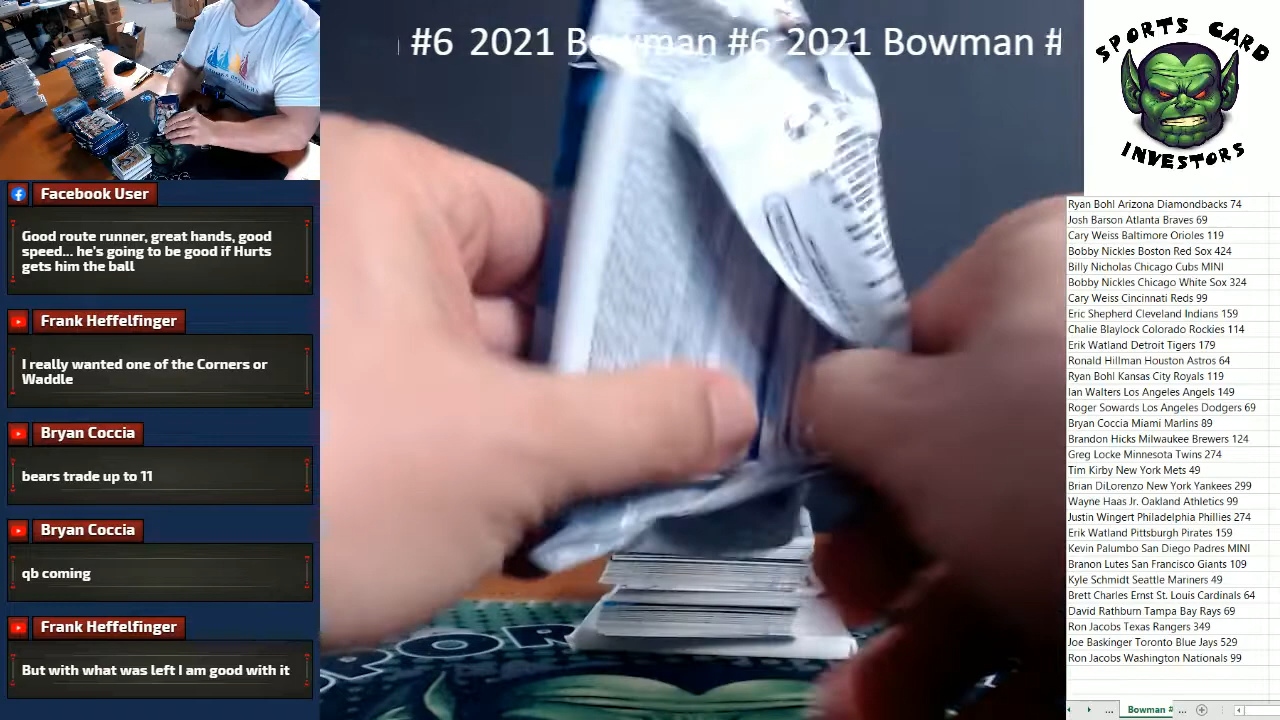 #6 2021 Bowman #6 2021 Bowman #
SPORTS CARD
INVESTORS
Facebook User
Good route runner, great hands, good
speed... he's going to be good if Hurts
gets him the ball
Frank Heffelfinger
I really wanted one of the Corners or
Waddle
Bryan Coccia
bears trade up to 11
Bryan Coccia
qb coming
Frank Heffelfinger
But with what was left I am good with it
Ryan Bohl Arizona Diamondbacks 74
Josh Barson Atlanta Braves 69
Cary Weiss Baltimore Orioles 119
Bobby Nickles Boston Red Sox 424
Billy Nicholas Chicago Cubs MINI
Bobby Nickles Chicago White Sox 324
Cary Weiss Cincinnati Reds 99
Eric Shepherd Cleveland Indians 159
Chalie Blaylock Colorado Rockies 114
Erik Watland Detroit Tigers 179
Ronald Hillman Houston Astros 64
Ryan Bohl Kansas City Royals 119
Ian Walters Los Angeles Angels 149
Roger Sowards Los Angeles Dodgers 69
Bryan Coccia Miami Marlins 89
Brandon Hicks Milwaukee Brewers 124
Greg Locke Minnesota Twins 274
Tim Kirby New York Mets 49
Brian DiLorenzo New York Yankees 299
Wayne Haas Jr. Oakland Athletics 99
Justin Wingert Philadelphia Phillies 274
Erik Watland Pittsburgh Pirates 159
Kevin Palumbo San Diego Padres MINI
Branon Lutes San Francisco Giants 109
Kyle Schmidt Seattle Mariners 49
Brett Charles Ernst St. Louis Cardinals 64
David Rathburn Tampa Bay Rays 69
Ron Jacobs Texas Rangers 349
Joe Baskinger Toronto Blue Jays 529
Ron Jacobs Washington Nationals 99
... Bowman # ...
SPOR